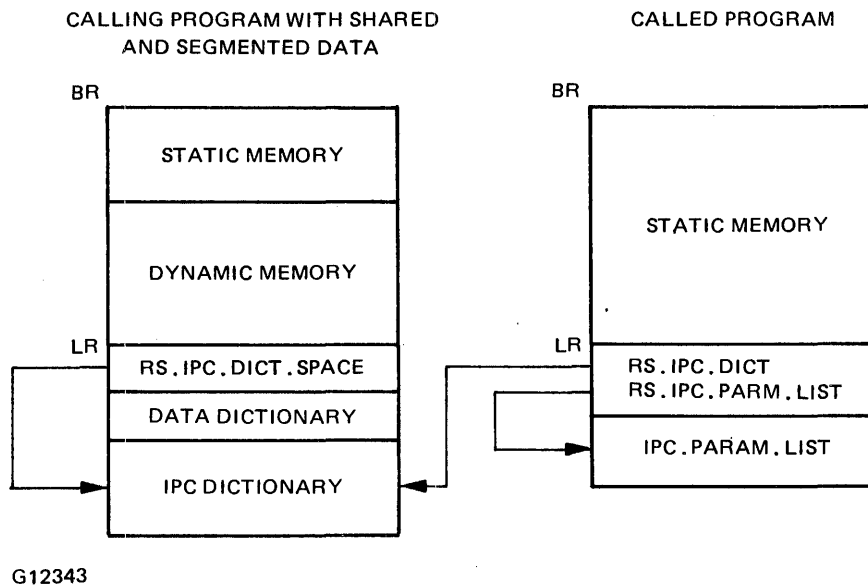 CALLING PROGRAM WITH SHARED
AND SEGMENTED DATA
BR
STATIC MEMORY
DYNAMIC MEMORY
LR
RS.IPC.DICT.SPACE
DATA DICTIONARY
IPC DICTIONARY
CALLED PROGRAM
BR
STATIC MEMORY
LR
RS.IPC.DICT
RS.IPC.PARM.LIST
IPC.PARAM.LIST
G12343